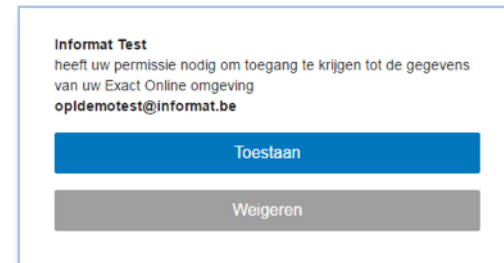 Informat Test
heeft uw permissie nodig om toegang te krijgen tot de gegevens
van uw Exact Online omgeving
opldemotest@informat.be
Toestaan
Weigeren